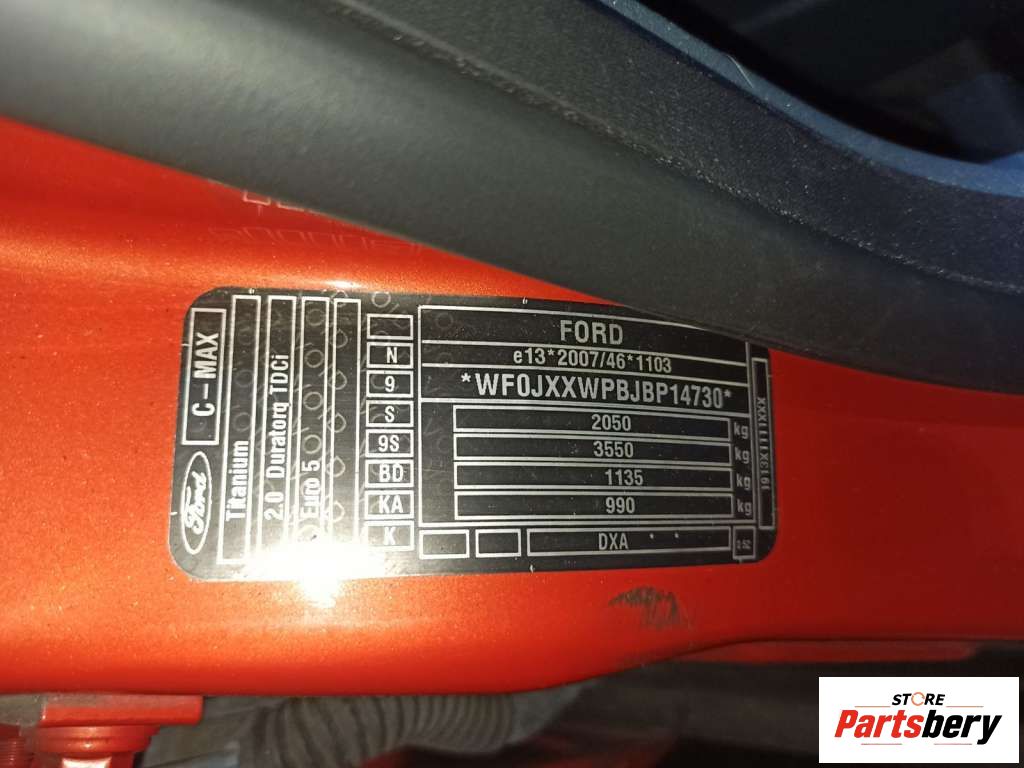 FORD
e13*2007/46*1103
*WF0JXXWPBJBP14730*
2050 kg
3550 kg
1135 kg
990 kg
DXA
C-MAX
Ford
Titanium
2.0 Duratorq TDCi
Euro 5
N
9
S
9S
BD
KA
K
1913X1111XXX
STORE
Partsbery